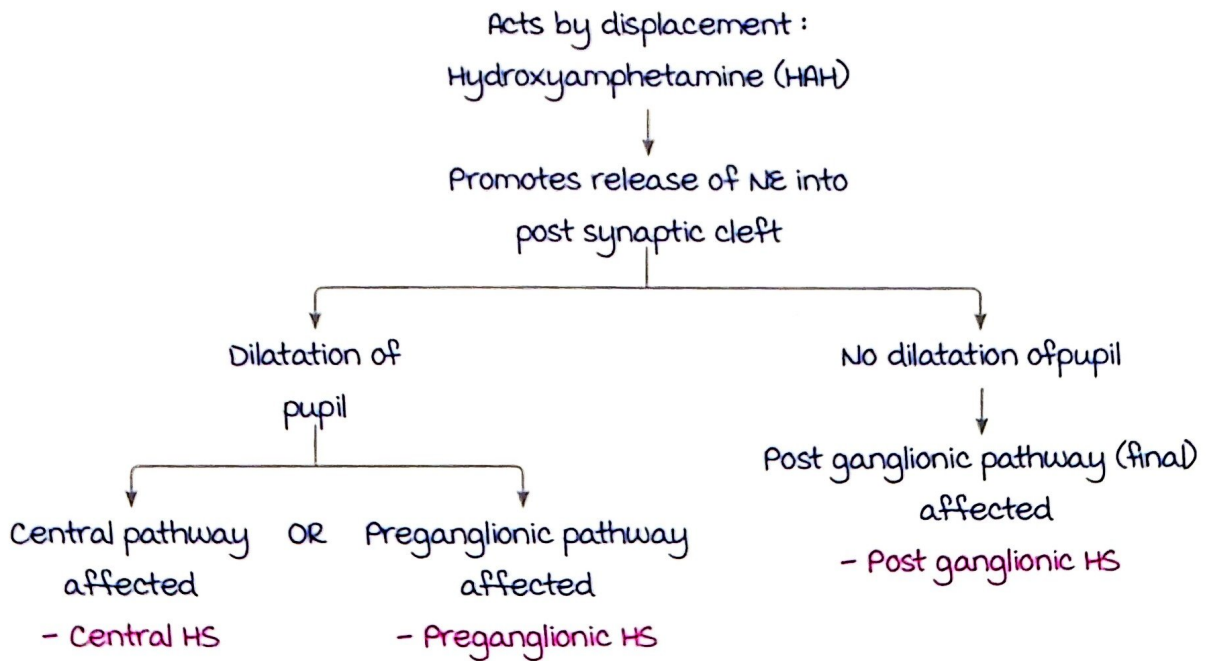 Acts by displacement :
Hydroxyamphetamine (HAH)
Promotes release of NE into
post synaptic cleft
Dilatation of
pupil
No dilatation ofpupil
Post ganglionic pathway (final)
affected
- Post ganglionic HS
Central pathway OR Preganglionic pathway
affected affected
- Central HS - Preganglionic HS